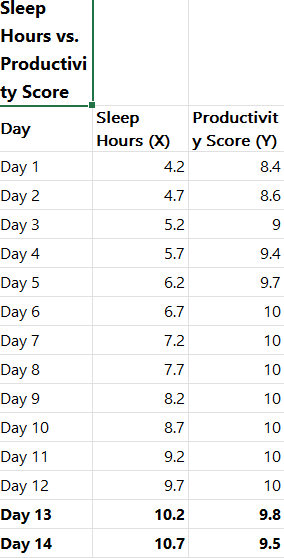 Sleep
Hours vs.
Productivi
ty Score
Day Sleep Hours (X) Productivit y Score (Y)
Day 1 4.2 8.4
Day 2 4.7 8.6
Day 3 5.2 9
Day 4 5.7 9.4
Day 5 6.2 9.7
Day 6 6.7 10
Day 7 7.2 10
Day 8 7.7 10
Day 9 8.2 10
Day 10 8.7 10
Day 11 9.2 10
Day 12 9.7 10
Day 13 10.2 9.8
Day 14 10.7 9.5